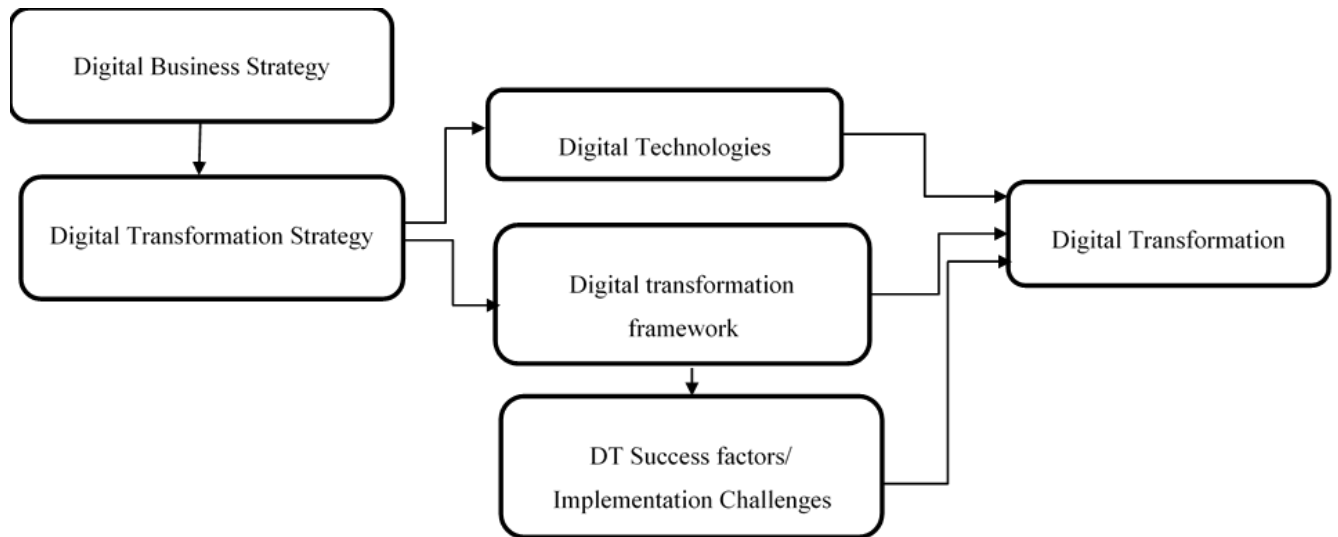 Digital Business Strategy
Digital Transformation Strategy
Digital Technologies
Digital transformation
framework
DT Success factors/
Implementation Challenges
Digital Transformation